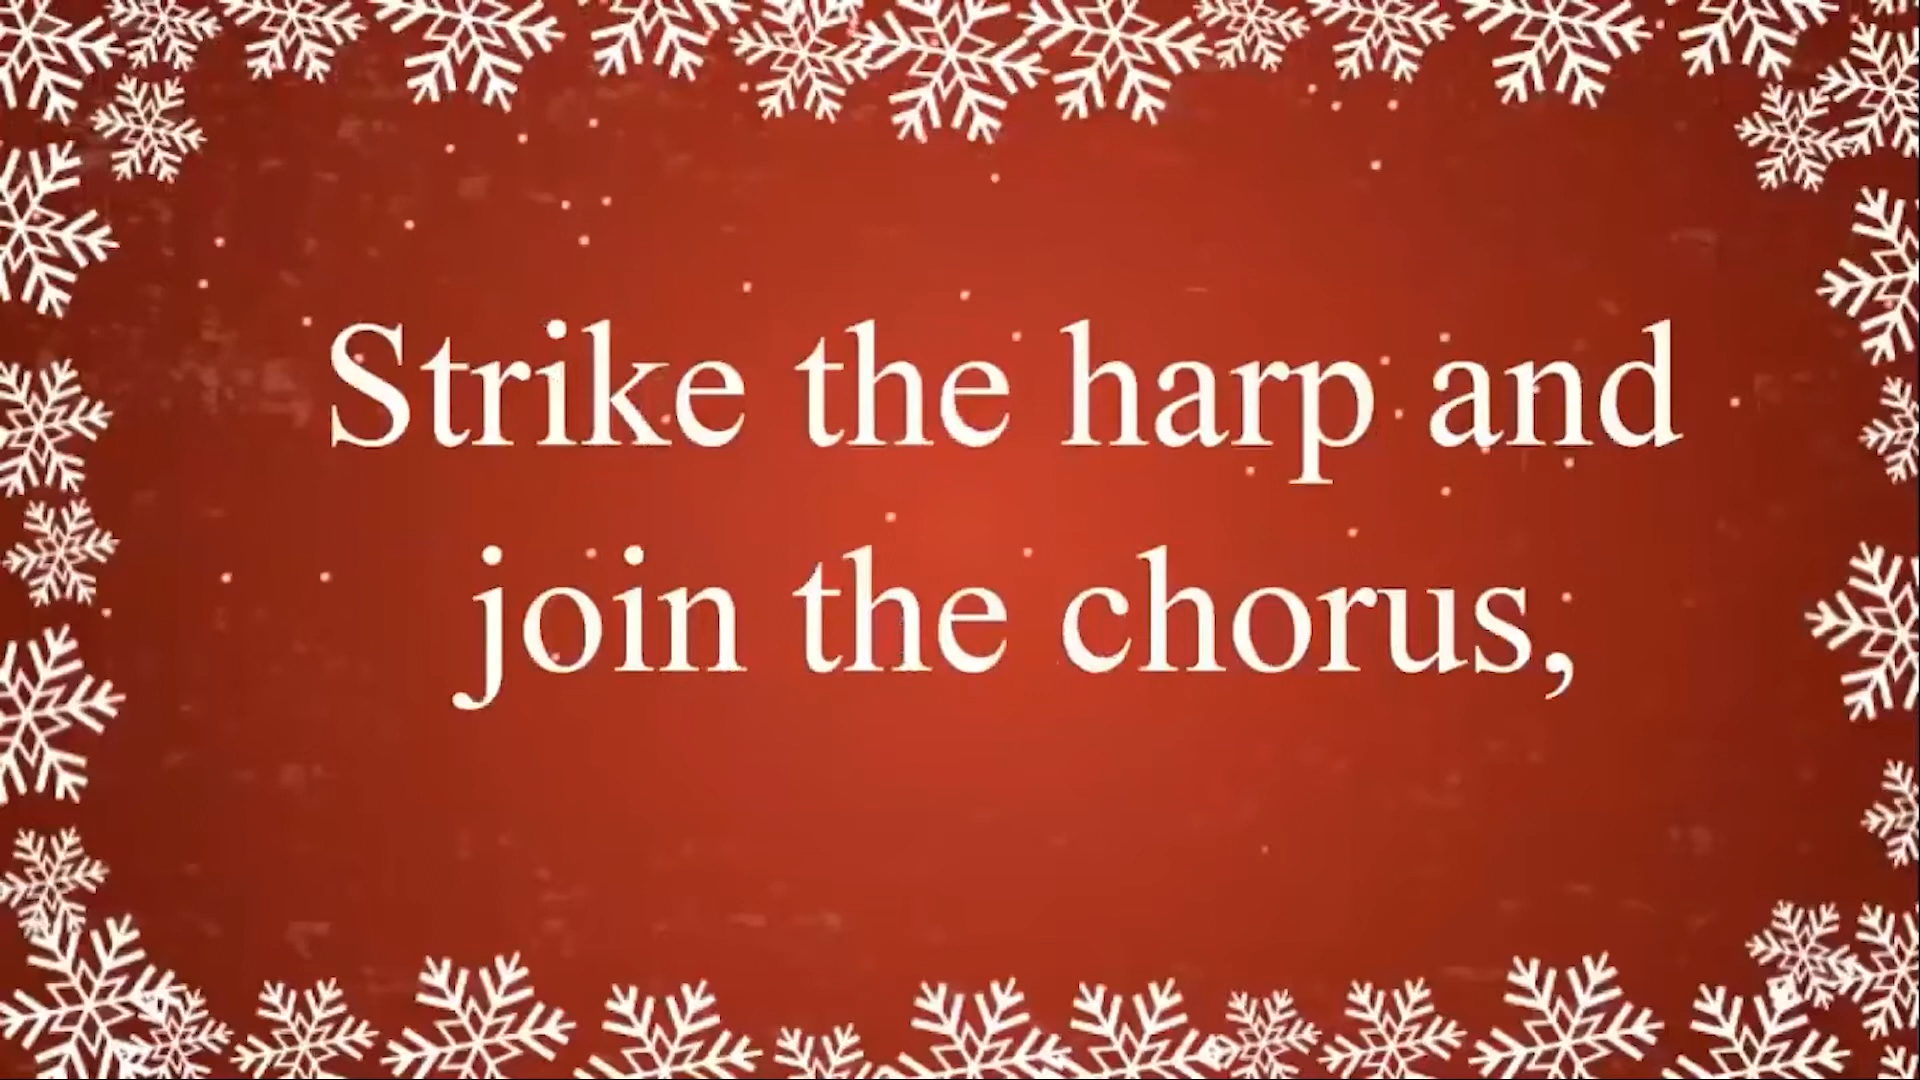 Strike the harp and
join the chorus,